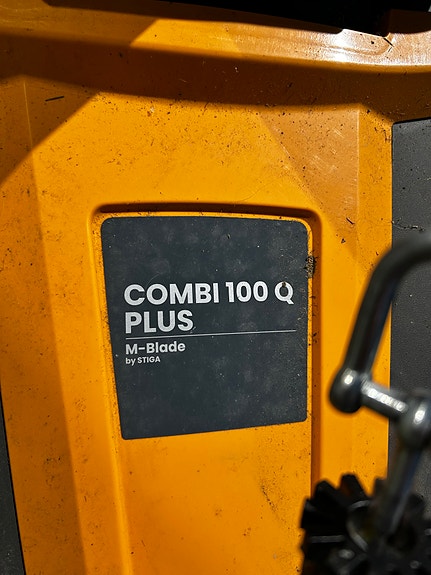 COMBI 100 Q
PLUS
M-Blade
by STIGA